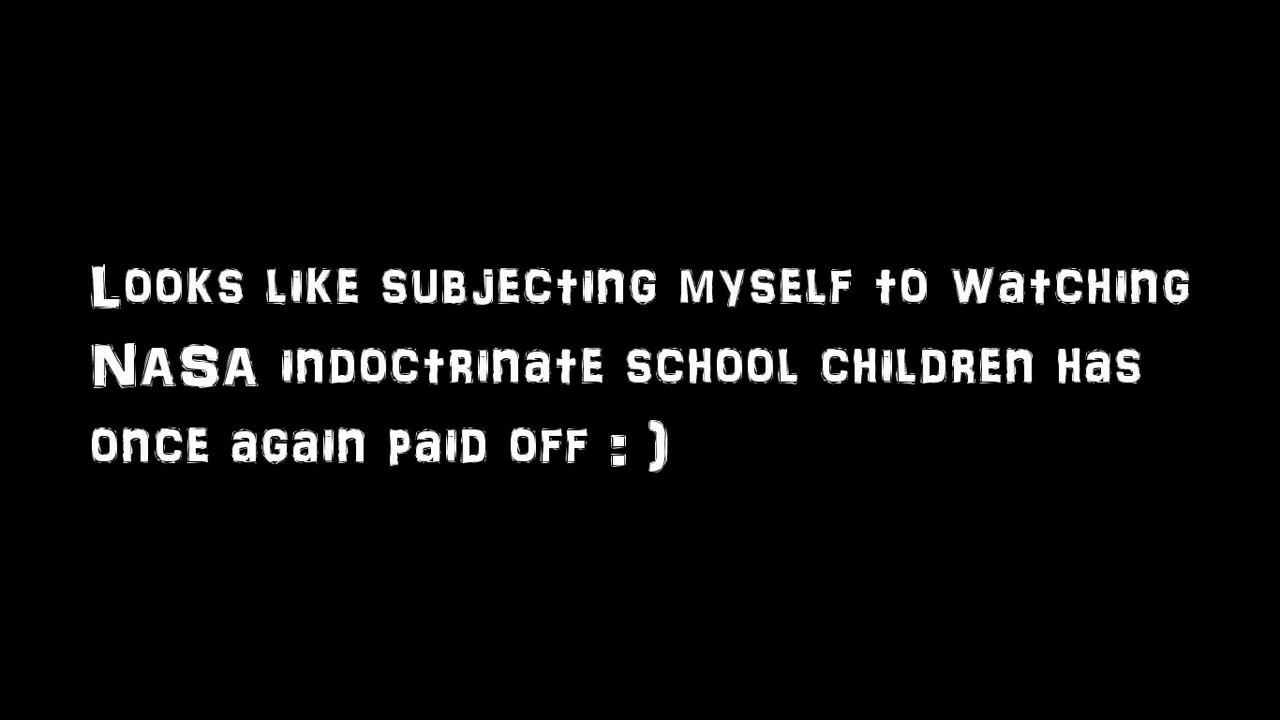 Looks like subjecting myself to watching
NASA indoctrinate school children has
once again paid off : )